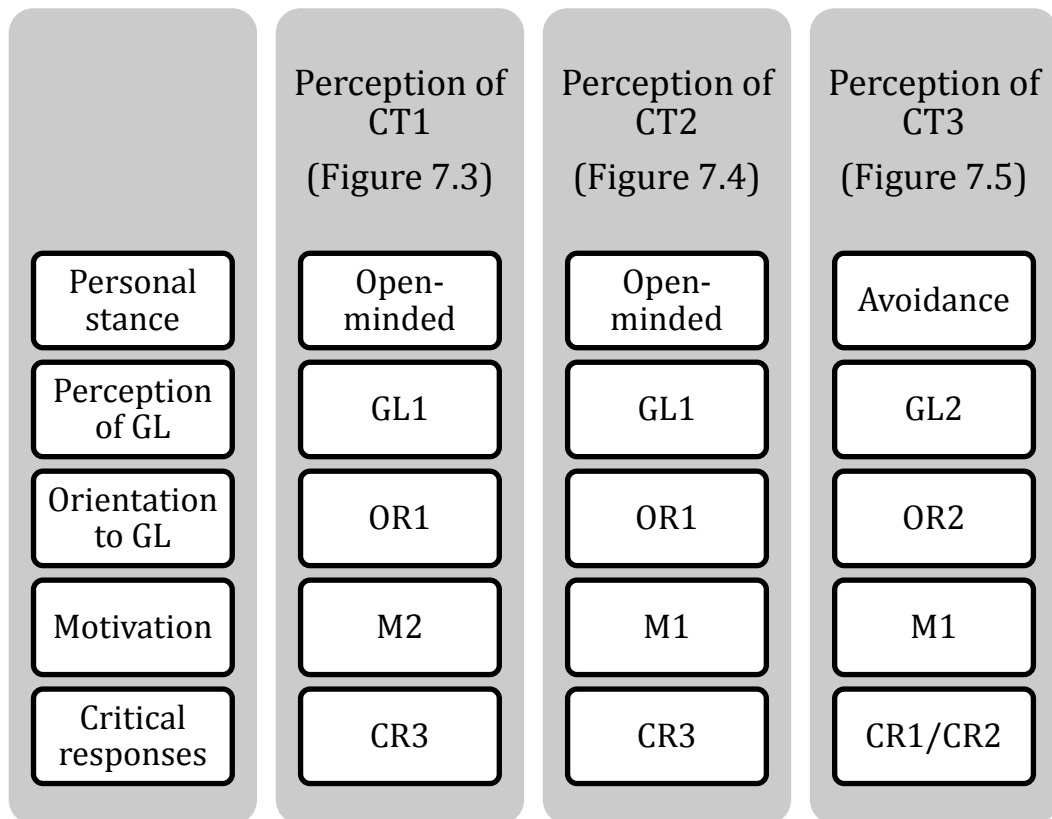 Perception of
CT1
(Figure 7.3)
Perception of
CT2
(Figure 7.4)
Perception of
CT3
(Figure 7.5)
Personal
stance
Open-
minded
Open-
minded
Avoidance
Perception
of GL
GL1
GL1
GL2
Orientation
to GL
OR1
OR1
OR2
Motivation
M2
M1
M1
Critical
responses
CR3
CR3
CR1/CR2